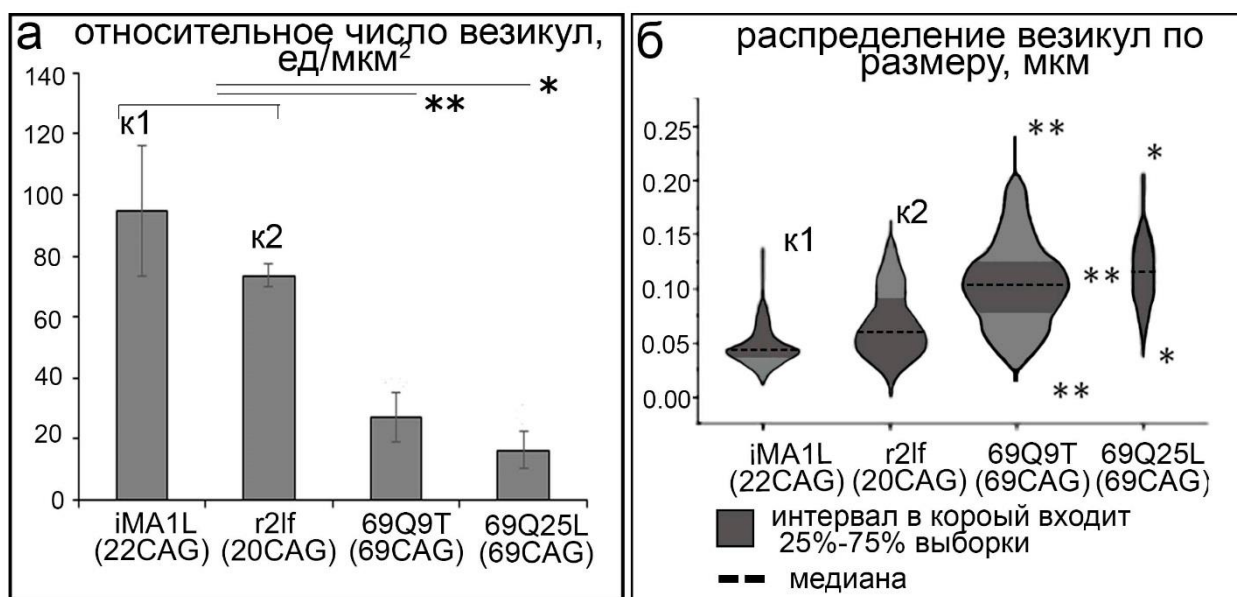 а относительное число везикул,
ед/мкм²
140
120
100
80
60
40
20
0
*
**
к1
к2
iMA1L r2lf 69Q9T 69Q25L
(22CAG) (20CAG) (69CAG) (69CAG)
б распределение везикул по
размеру, мкм
0.25
0.20
0.15
0.10
0.05
0.00
к1
к2
**
**
**
*
*
iMA1L r2lf 69Q9T 69Q25L
(22CAG) (20CAG) (69CAG) (69CAG)
интервал в короый входит
25%-75% выборки
медиана